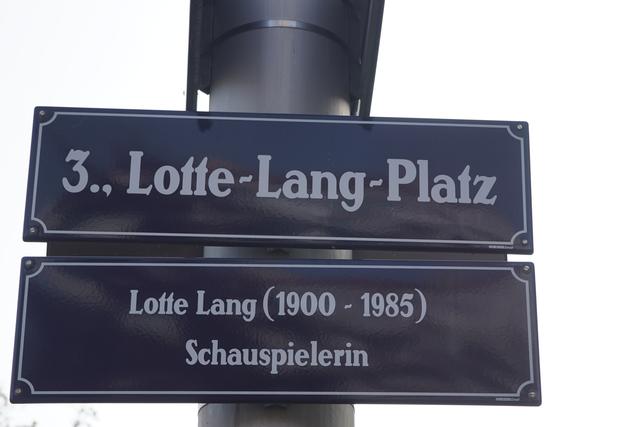 3., Lotte-Lang-Platz
Lotte Lang (1900 - 1985)
Schauspielerin